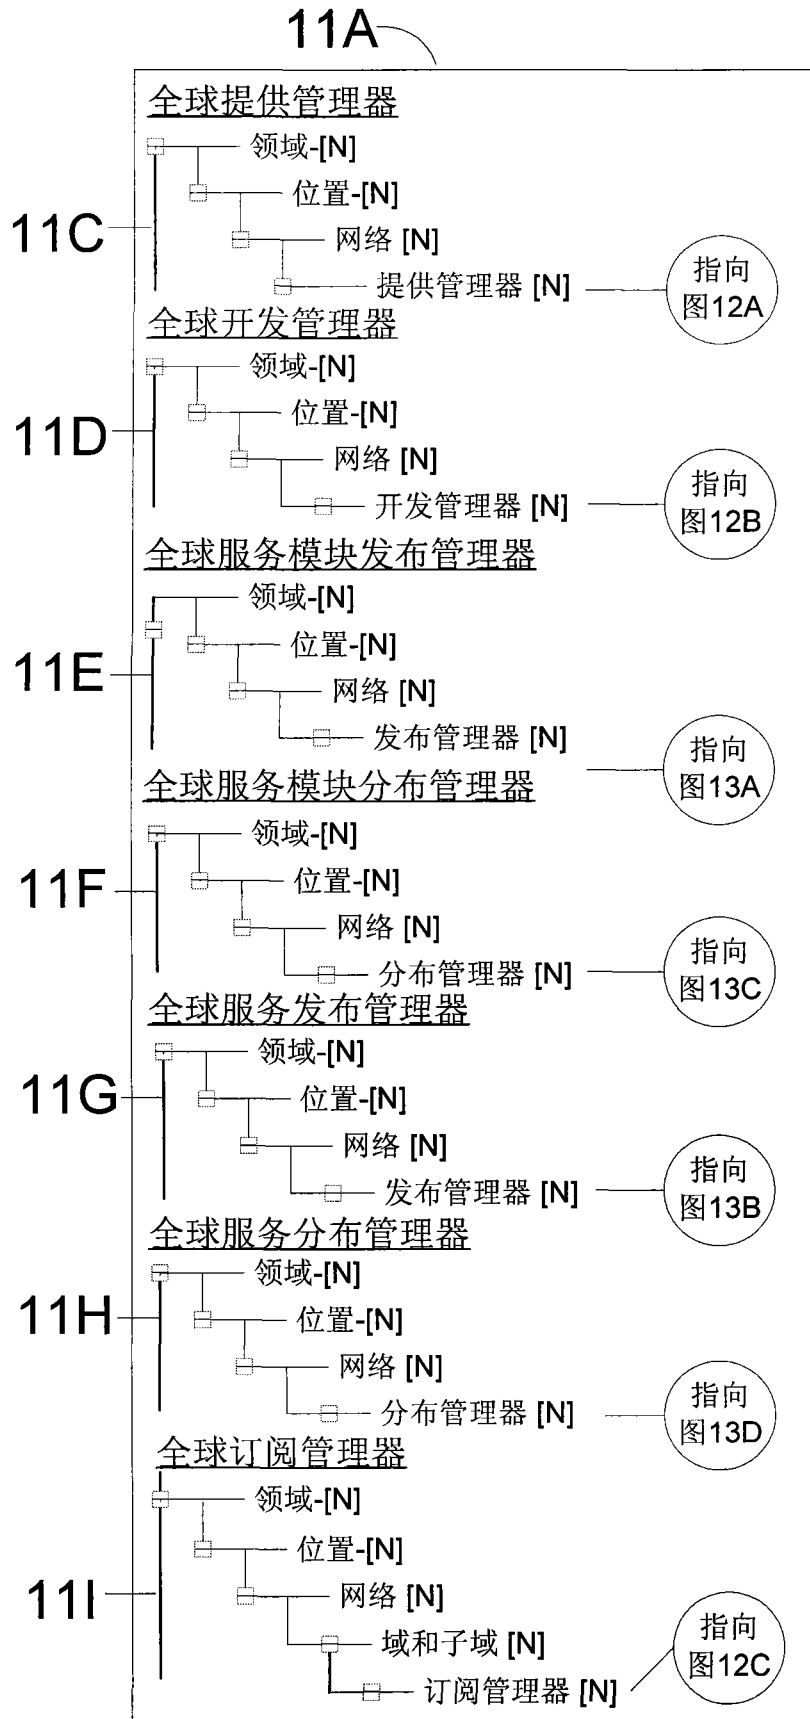 11A
全球提供管理器
领域-[N]
位置-[N]
11C
网络 [N]
提供管理器 [N]
指向
图12A
全球开发管理器
领域-[N]
位置-[N]
11D
网络 [N]
开发管理器 [N]
指向
图12B
全球服务模块发布管理器
领域-[N]
位置-[N]
11E
网络 [N]
发布管理器 [N]
指向
图13A
全球服务模块分布管理器
领域-[N]
位置-[N]
11F
网络 [N]
分布管理器 [N]
指向
图13C
全球服务发布管理器
领域-[N]
位置-[N]
11G
网络 [N]
发布管理器 [N]
指向
图13B
全球服务分布管理器
领域-[N]
位置-[N]
11H
网络 [N]
分布管理器 [N]
指向
图13D
全球订阅管理器
领域-[N]
位置-[N]
11I
网络 [N]
域和子域 [N]
订阅管理器 [N]
指向
图12C